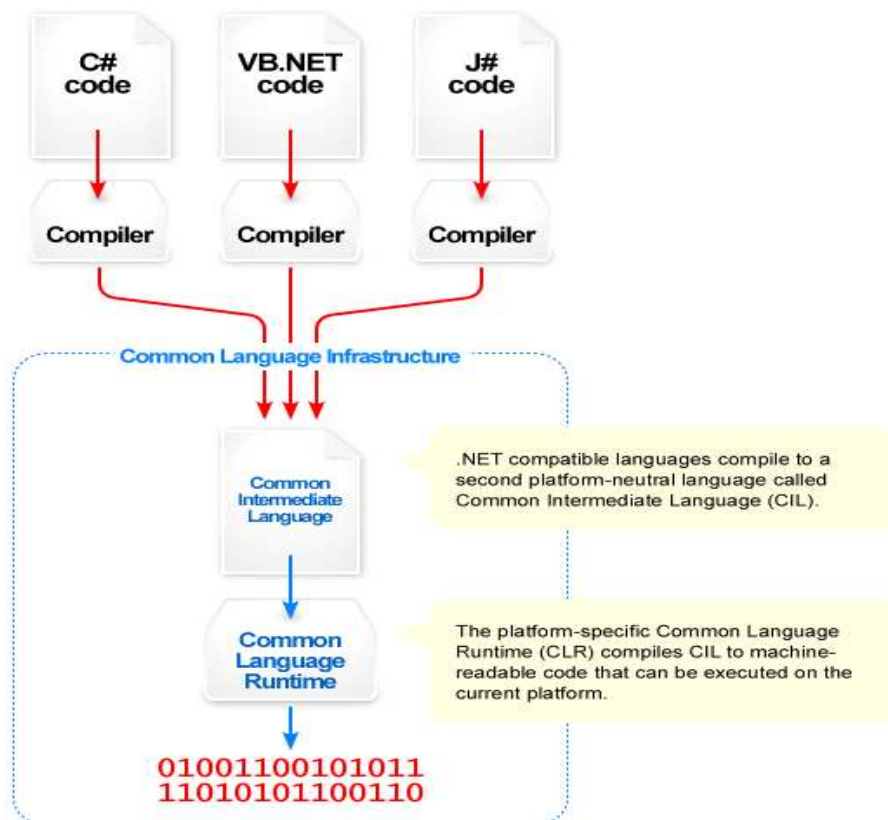 C#
code
VB.NET
code
J#
code
Compiler
Compiler
Compiler
Common Language Infrastructure
Common
Intermediate
Language
.NET compatible languages compile to a
second platform-neutral language called
Common Intermediate Language (CIL).
Common
Language
Runtime
The platform-specific Common Language
Runtime (CLR) compiles CIL to machine-
readable code that can be executed on the
current platform.
01001100101011
11010101100110